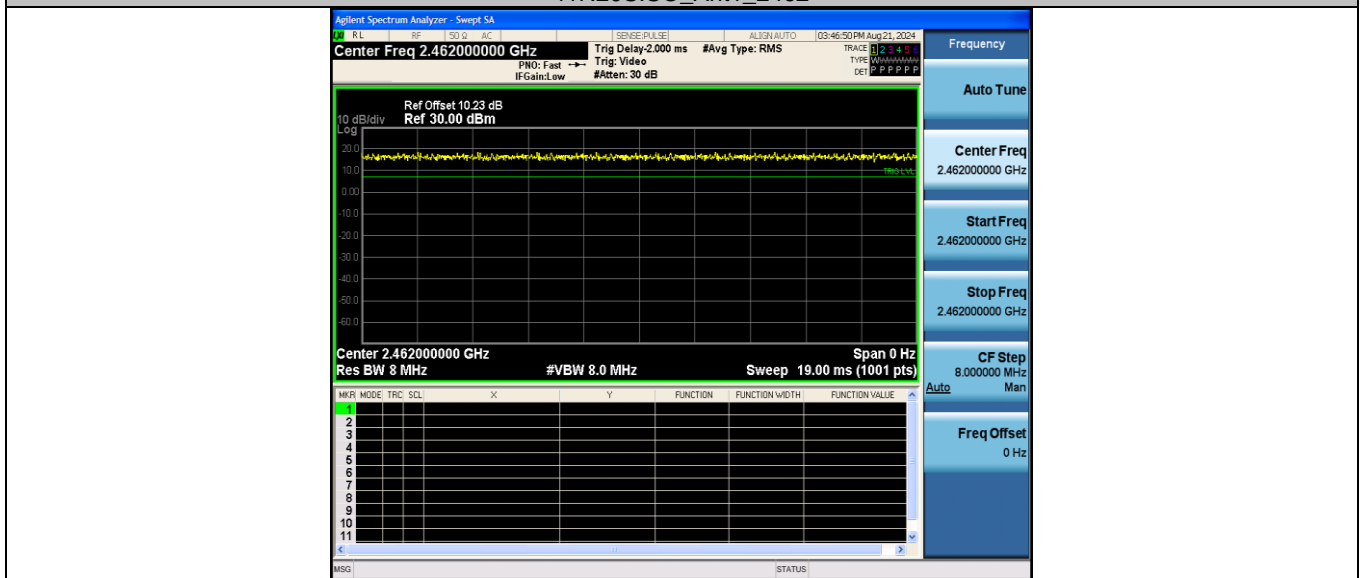 Agilent Spectrum Analyzer - Swept SA
RL RF 50 Ω AC SENSE:PULSE ALIGN AUTO 03:46:50 PM Aug 21, 2024
Center Freq 2.462000000 GHz
PNO: Fast
IFGain:Low
Trig Delay-2.000 ms
Trig: Video
#Atten: 30 dB
#Avg Type: RMS
TRACE 1 2 3 4 5 6
TYPE W
DET P P P P P P
Ref Offset 10.23 dB
10 dB/div Ref 30.00 dBm
Log
20.0
10.0
TRIG LVL
0.00
-10.0
-20.0
-30.0
-40.0
-50.0
-60.0
Center 2.462000000 GHz Span 0 Hz
Res BW 8 MHz #VBW 8.0 MHz Sweep 19.00 ms (1001 pts)
MKR MODE TRC SCL X Y FUNCTION FUNCTION WIDTH FUNCTION VALUE
1
2
3
4
5
6
7
8
9
10
11
MSG STATUS
Frequency
Auto Tune
Center Freq
2.462000000 GHz
Start Freq
2.462000000 GHz
Stop Freq
2.462000000 GHz
CF Step
8.000000 MHz
Auto Man
Freq Offset
0 Hz